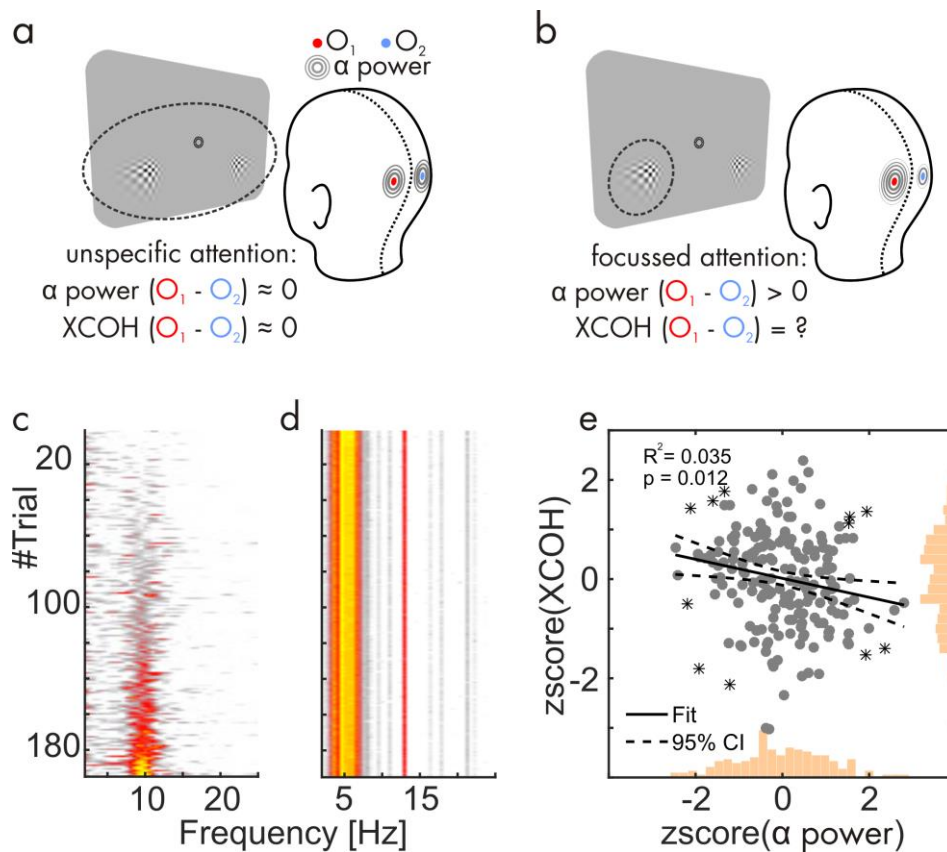 a
O₁ O₂
α power
unspecific attention:
α power (O₁ - O₂) ≈ 0
XCOH (O₁ - O₂) ≈ 0
b
focussed attention:
α power (O₁ - O₂) > 0
XCOH (O₁ - O₂) = ?
c
#Trial
20
100
180
10
20
d
5
15
Frequency [Hz]
e
R²= 0.035
p = 0.012
zscore(XCOH)
2
0
-2
Fit
95% CI
-2
0
2
zscore(α power)